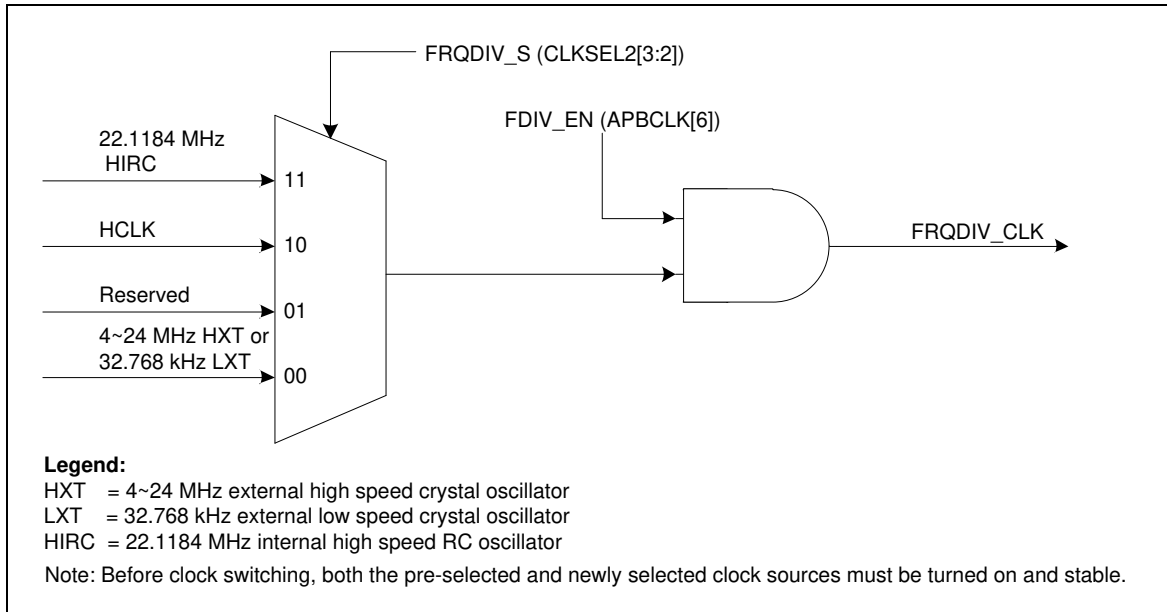 FRQDIV_S (CLKSEL2[3:2])
FDIV_EN (APBCLK[6])
22.1184 MHz
HIRC
11
HCLK
10
FRQDIV_CLK
Reserved
01
4~24 MHz HXT or
32.768 kHz LXT
00
Legend:
HXT = 4~24 MHz external high speed crystal oscillator
LXT = 32.768 kHz external low speed crystal oscillator
HIRC = 22.1184 MHz internal high speed RC oscillator
Note: Before clock switching, both the pre-selected and newly selected clock sources must be turned on and stable.